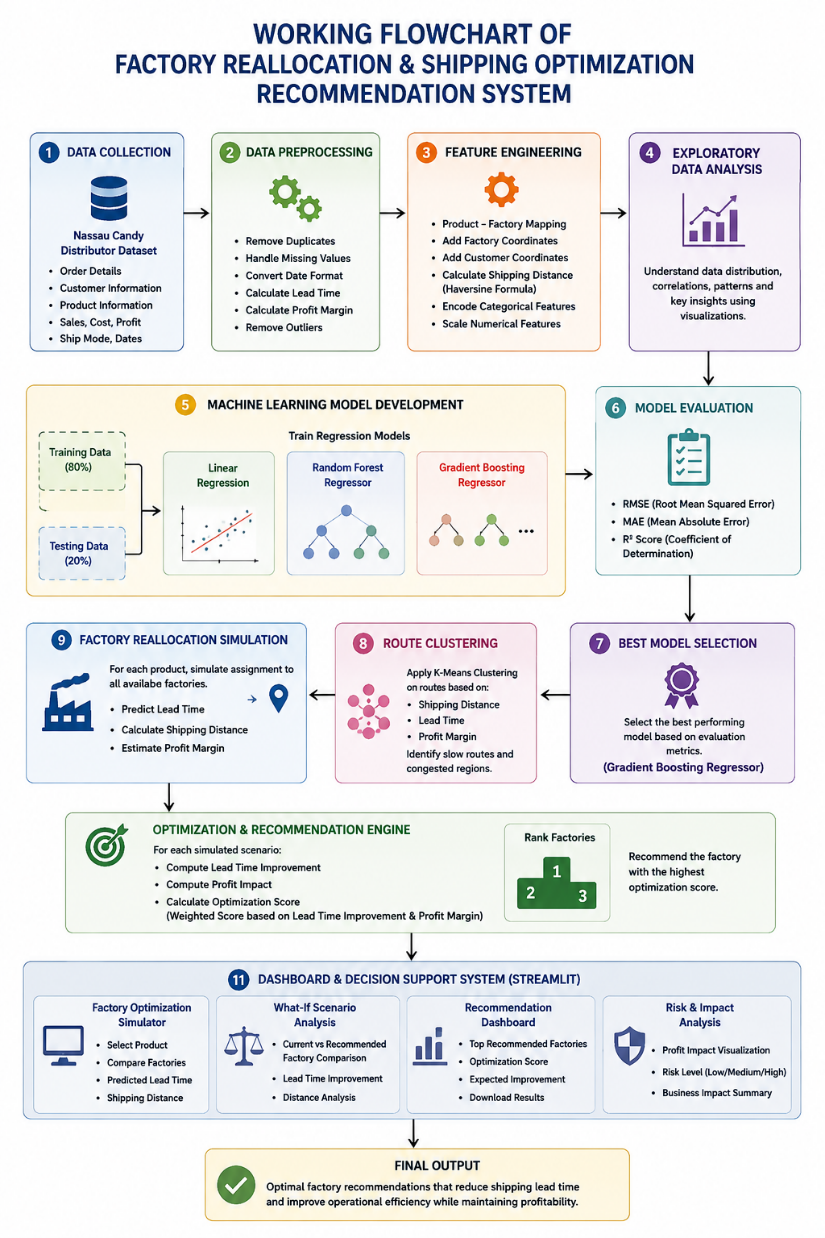 WORKING FLOWCHART OF
FACTORY REALLOCATION & SHIPPING OPTIMIZATION
RECOMMENDATION SYSTEM
1 DATA COLLECTION
Nassau Candy
Distributor Dataset
• Order Details
• Customer Information
• Product Information
• Sales, Cost, Profit
• Ship Mode, Dates
2 DATA PREPROCESSING
• Remove Duplicates
• Handle Missing Values
• Convert Date Format
• Calculate Lead Time
• Calculate Profit Margin
• Remove Outliers
3 FEATURE ENGINEERING
• Product – Factory Mapping
• Add Factory Coordinates
• Add Customer Coordinates
• Calculate Shipping Distance
(Haversine Formula)
• Encode Categorical Features
• Scale Numerical Features
4 EXPLORATORY
DATA ANALYSIS
Understand data distribution,
correlations, patterns and
key insights using
visualizations.
5 MACHINE LEARNING MODEL DEVELOPMENT
Training Data
(80%)
Testing Data
(20%)
Train Regression Models
Linear
Regression
Random Forest
Regressor
Gradient Boosting
Regressor
...
6 MODEL EVALUATION
• RMSE (Root Mean Squared Error)
• MAE (Mean Absolute Error)
• R² Score (Coefficient of
Determination)
9 FACTORY REALLOCATION SIMULATION
For each product, simulate assignment to
all availabe factories.
• Predict Lead Time
• Calculate Shipping Distance
• Estimate Profit Margin
8 ROUTE CLUSTERING
Apply K-Means Clustering
on routes based on:
• Shipping Distance
• Lead Time
• Profit Margin
Identify slow routes and
congested regions.
7 BEST MODEL SELECTION
Select the best performing
model based on evaluation
metrics.
(Gradient Boosting Regressor)
OPTIMIZATION & RECOMMENDATION ENGINE
For each simulated scenario:
• Compute Lead Time Improvement
• Compute Profit Impact
• Calculate Optimization Score
(Weighted Score based on Lead Time Improvement & Profit Margin)
Rank Factories
1
2 3
Recommend the factory
with the highest
optimization score.
11 DASHBOARD & DECISION SUPPORT SYSTEM (STREAMLIT)
Factory Optimization
Simulator
• Select Product
• Compare Factories
• Predicted Lead Time
• Shipping Distance
What-If Scenario
Analysis
• Current vs Recommended
Factory Comparison
• Lead Time Improvement
• Distance Analysis
Recommendation
Dashboard
• Top Recommended Factories
• Optimization Score
• Expected Improvement
• Download Results
Risk & Impact
Analysis
• Profit Impact Visualization
• Risk Level (Low/Medium/High)
• Business Impact Summary
FINAL OUTPUT
Optimal factory recommendations that reduce shipping lead time
and improve operational efficiency while maintaining profitability.